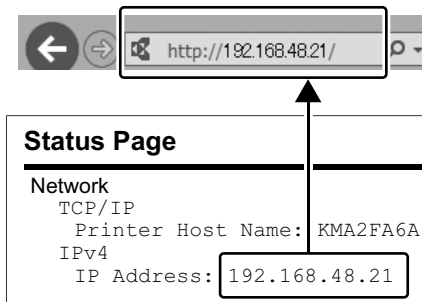 http://192.168.48.21/
Status Page
Network
TCP/IP
Printer Host Name: KMA2FA6A
IPv4
IP Address: 192.168.48.21